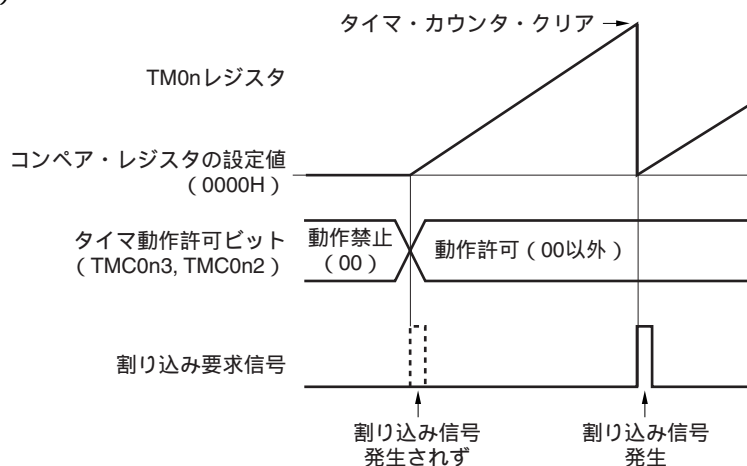 タイマ・カウンタ・クリア
TM0nレジスタ
コンペア・レジスタの設定値
（0000H）
タイマ動作許可ビット
（TMC0n3, TMC0n2）
動作禁止
（00）
動作許可（00以外）
割り込み要求信号
割り込み信号
発生されず
割り込み信号
発生